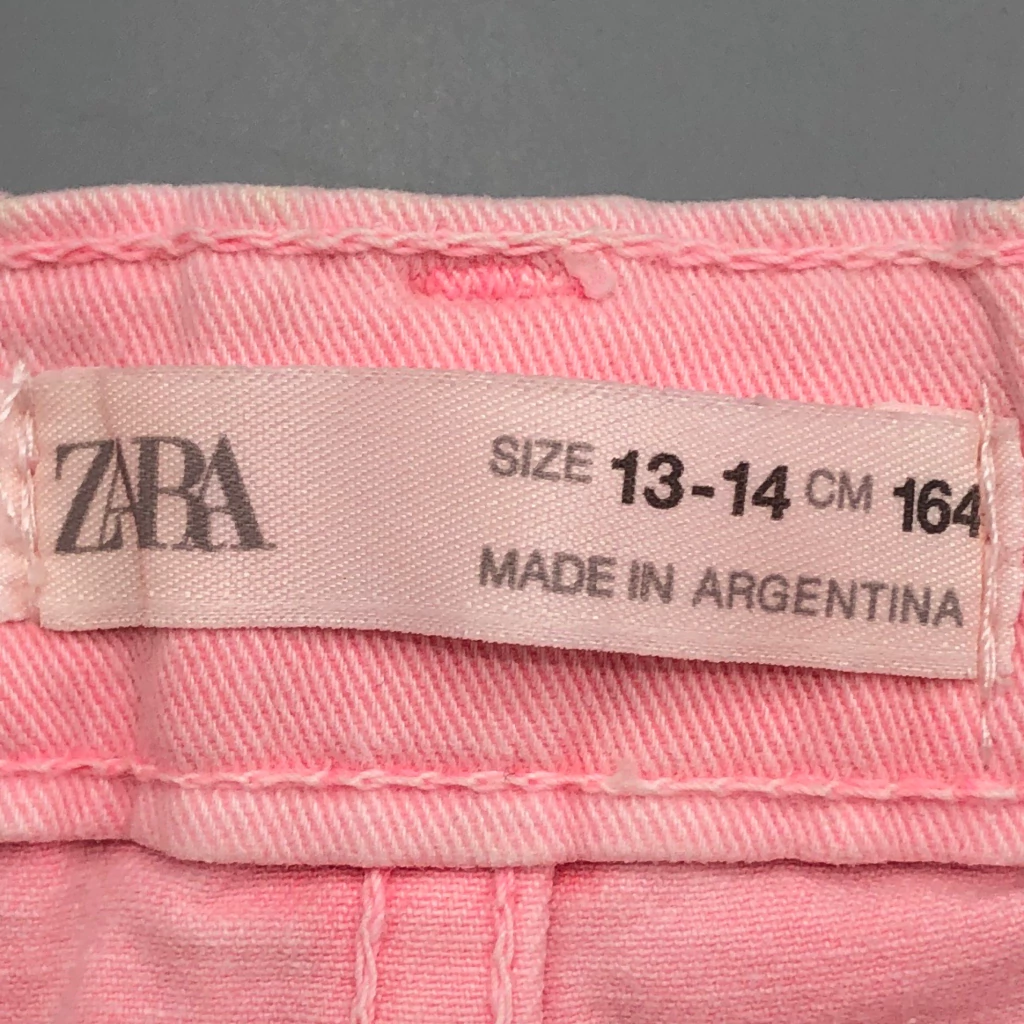 ZARA
SIZE 13-14 CM 164
MADE IN ARGENTINA